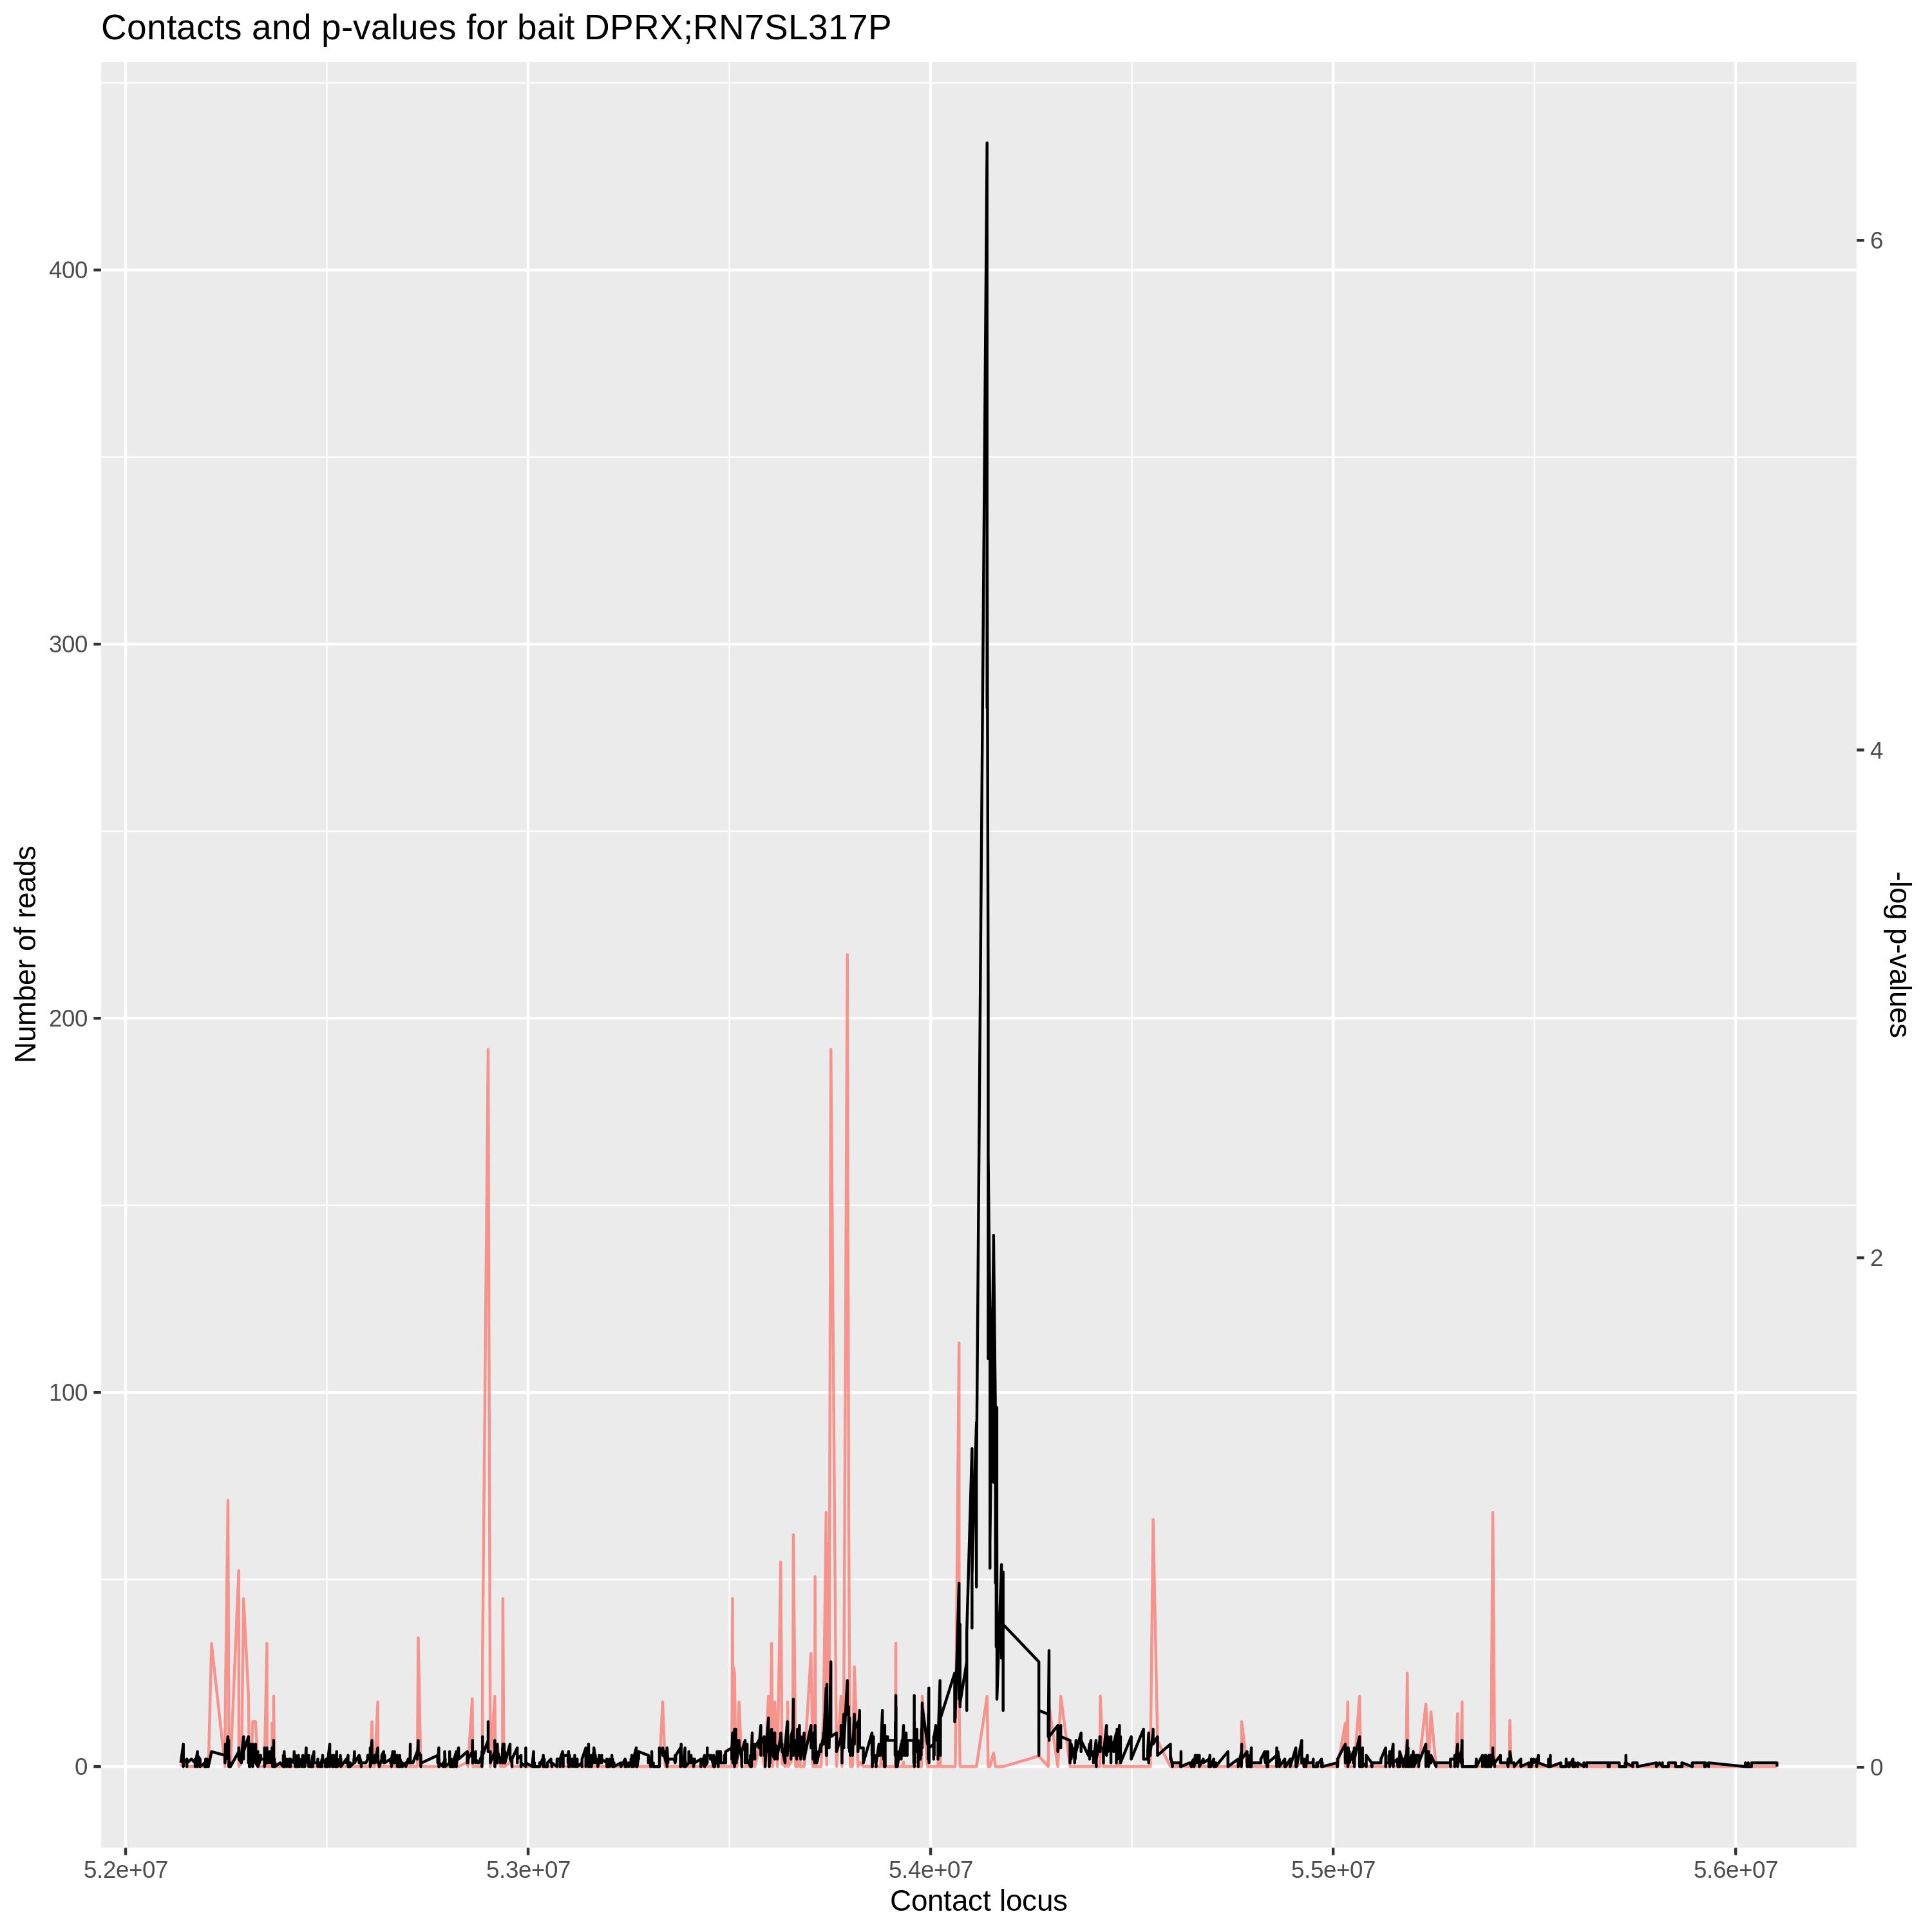 Contacts and p-values for bait DPRX;RN7SL317P
400
300
200
100
0
6
4
2
0
Number of reads
-log p-values
5.2e+07
5.3e+07
5.4e+07
5.5e+07
5.6e+07
Contact locus